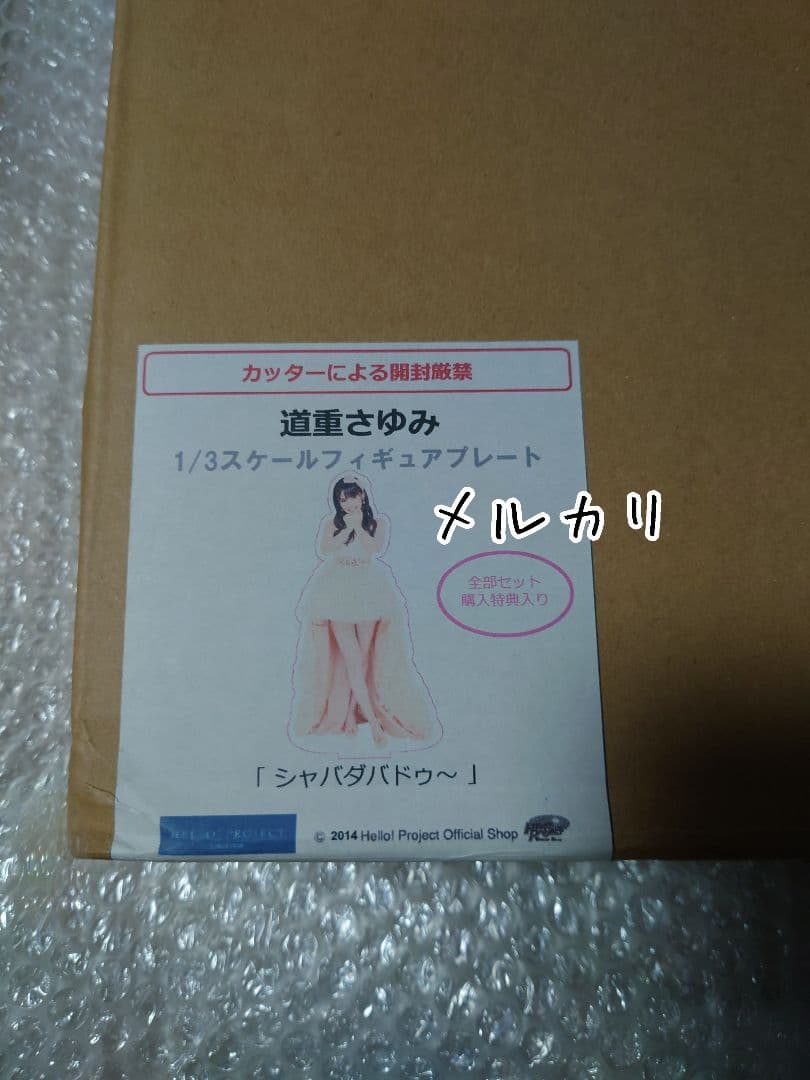 カッターによる開封厳禁
道重さゆみ
1/3スケールフィギュアプレート
メルカリ
全部セット
購入特典入り
「シャバダバドゥ～」
HELLO! PROJECT
© 2014 Hello! Project Official Shop